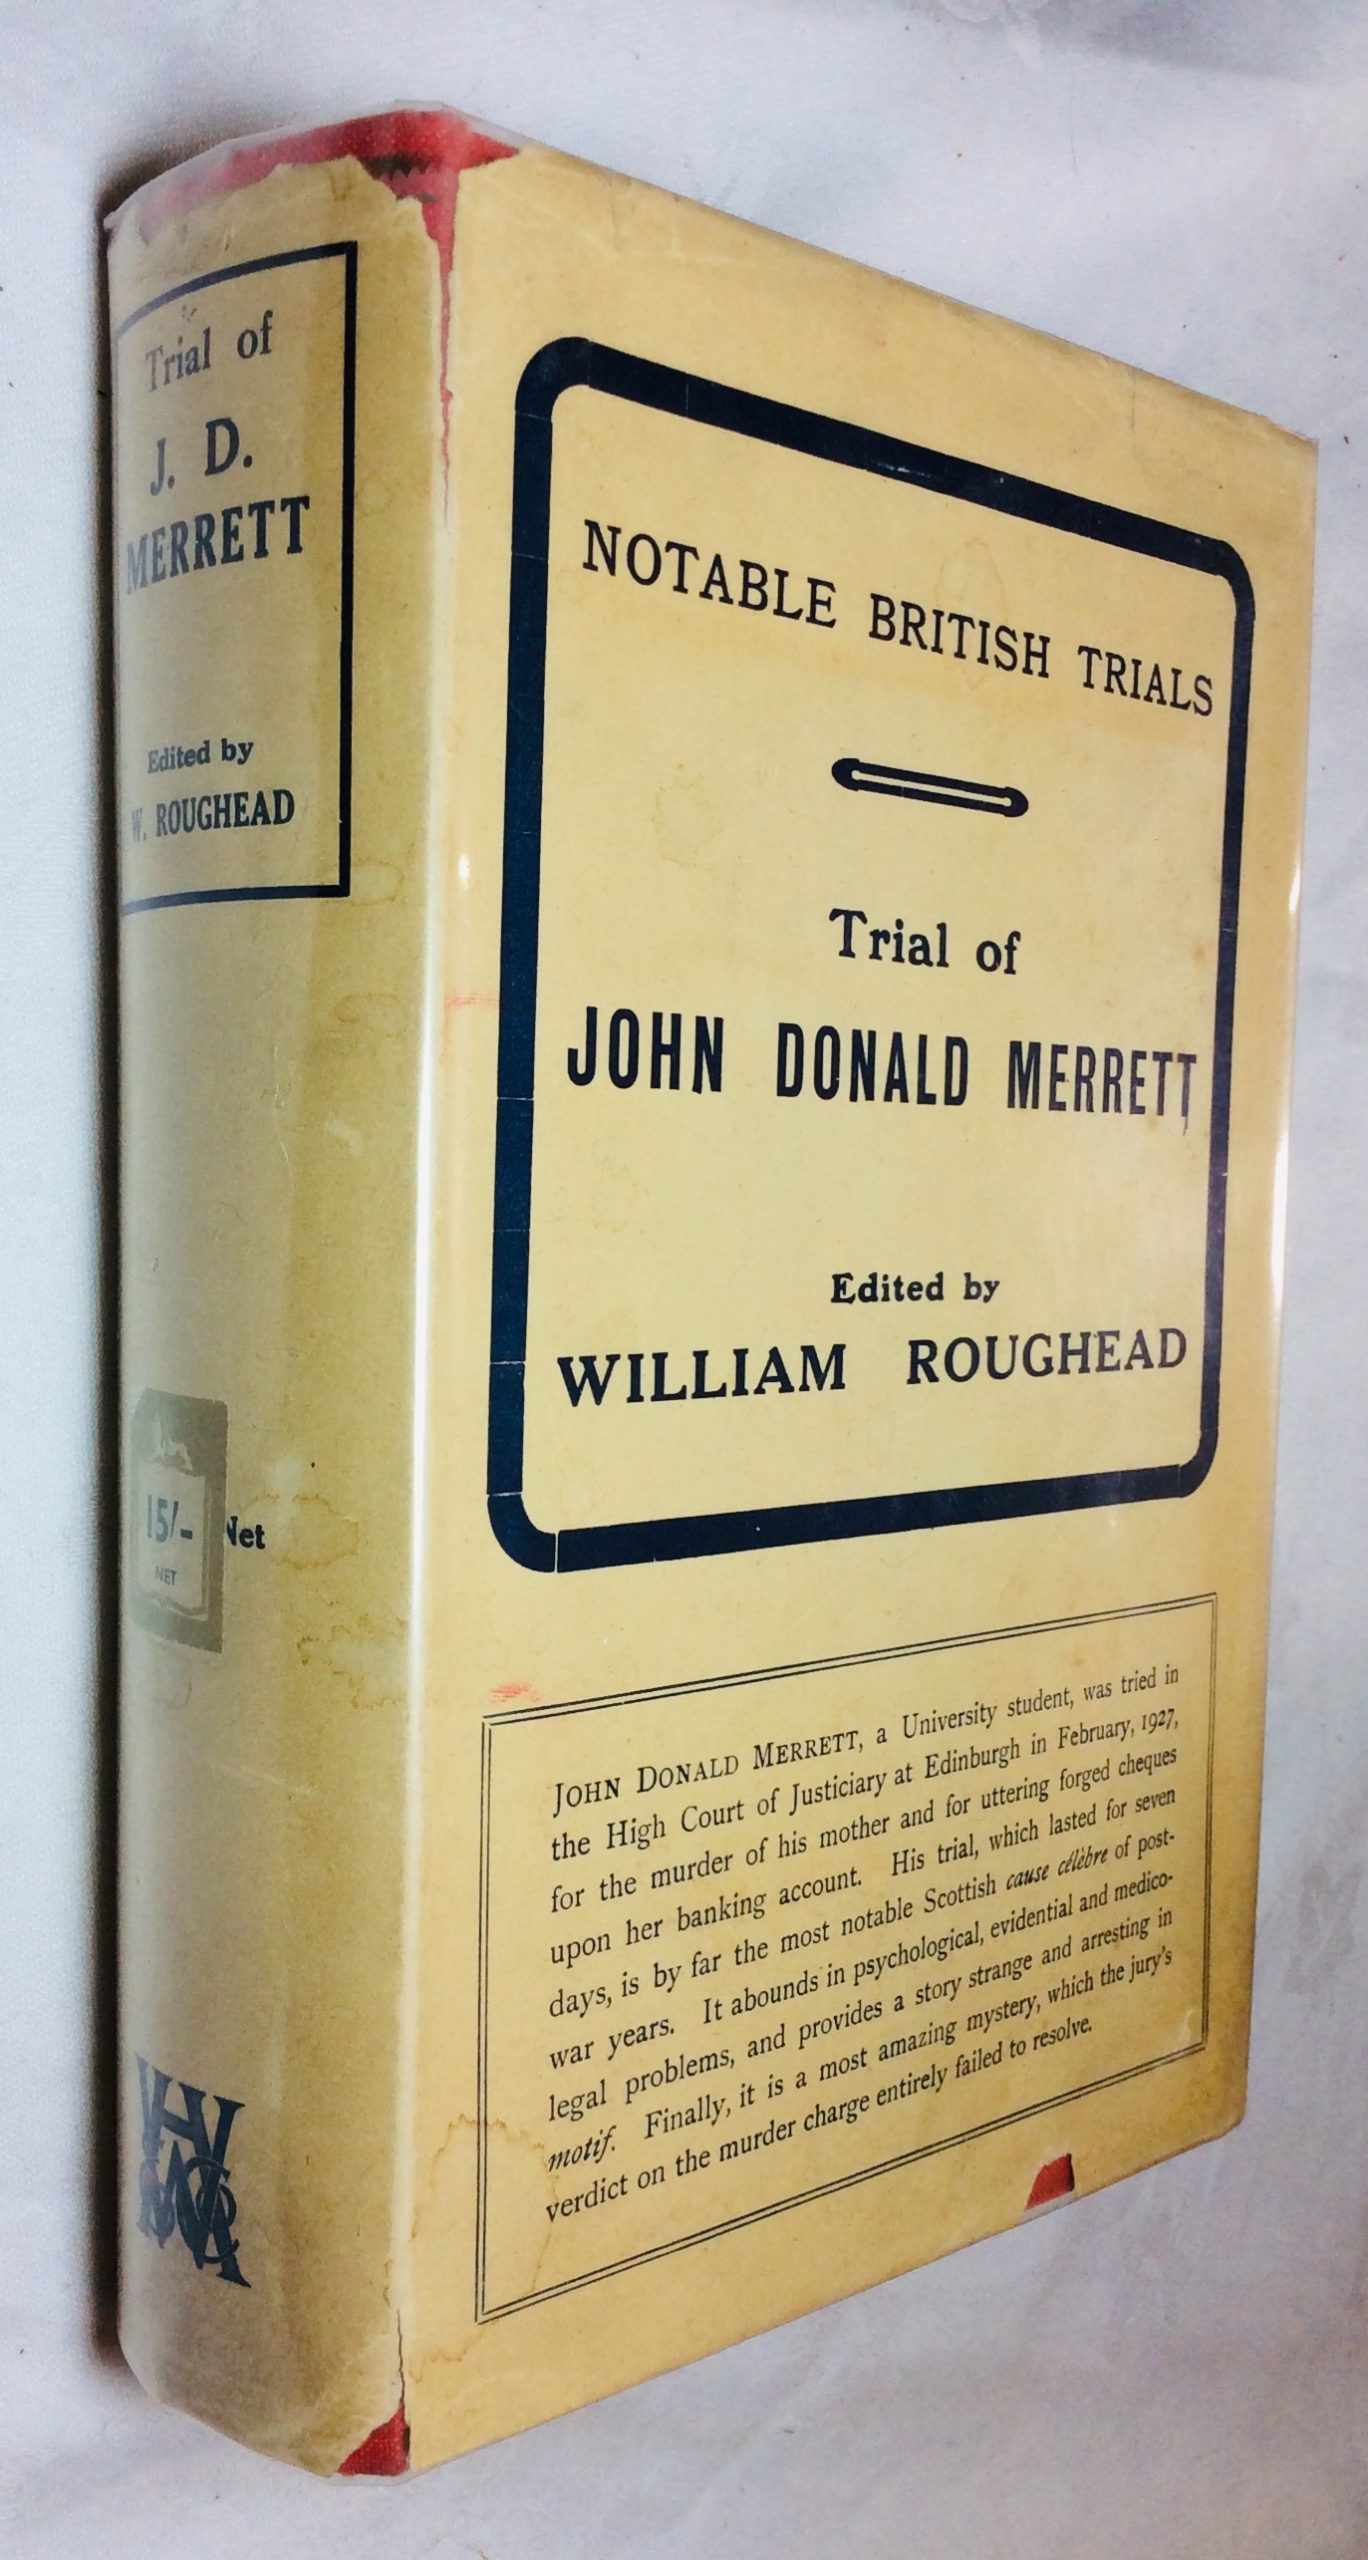 Trial of
J. D.
MERRETT
Edited by
W. ROUGHEAD
15/-
NET
Net
NOTABLE BRITISH TRIALS
Trial of
JOHN DONALD MERRETT
Edited by
WILLIAM ROUGHEAD
JOHN DONALD MERRETT, a University student, was tried in
the High Court of Justiciary at Edinburgh in February, 1927,
for the murder of his mother and for uttering forged cheques
upon her banking account. His trial, which lasted for seven
days, is by far the most notable Scottish cause célèbre of post-
war years. It abounds in psychological, evidential and medico-
legal problems, and provides a story strange and arresting in
motif. Finally, it is a most amazing mystery, which the jury's
verdict on the murder charge entirely failed to resolve.